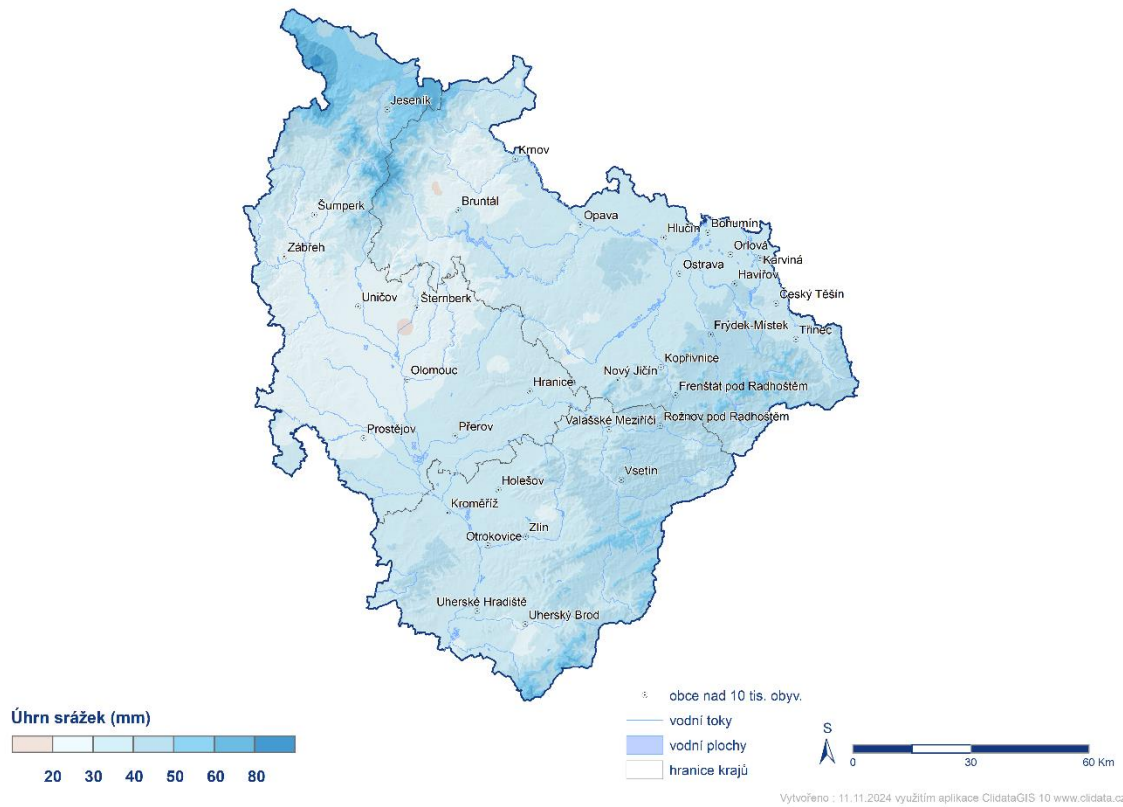 Jeseník
Krnov
Bruntál
Šumperk
Opava
Bohumín
Hlučín
Orlová
Zábřeh
Karviná
Ostrava
Havířov
Uničov
Šternberk
Český Těšín
Frýdek-Místek
Třinec
Olomouc
Kopřivnice
Nový Jičín
Hranice
Frenštát pod Radhoštěm
Valašské Meziříčí
Rožnov pod Radhoštěm
Prostějov
Přerov
Vsetín
Holešov
Kroměříž
Zlín
Otrokovice
Uherské Hradiště
Uherský Brod
Úhrn srážek (mm)
20 30 40 50 60 80
obce nad 10 tis. obyv.
vodní toky
vodní plochy
hranice krajů
S
0 30 60 Km
Vytvořeno : 11.11.2024 využitím aplikace ClidataGIS 10 www.clidata.cz